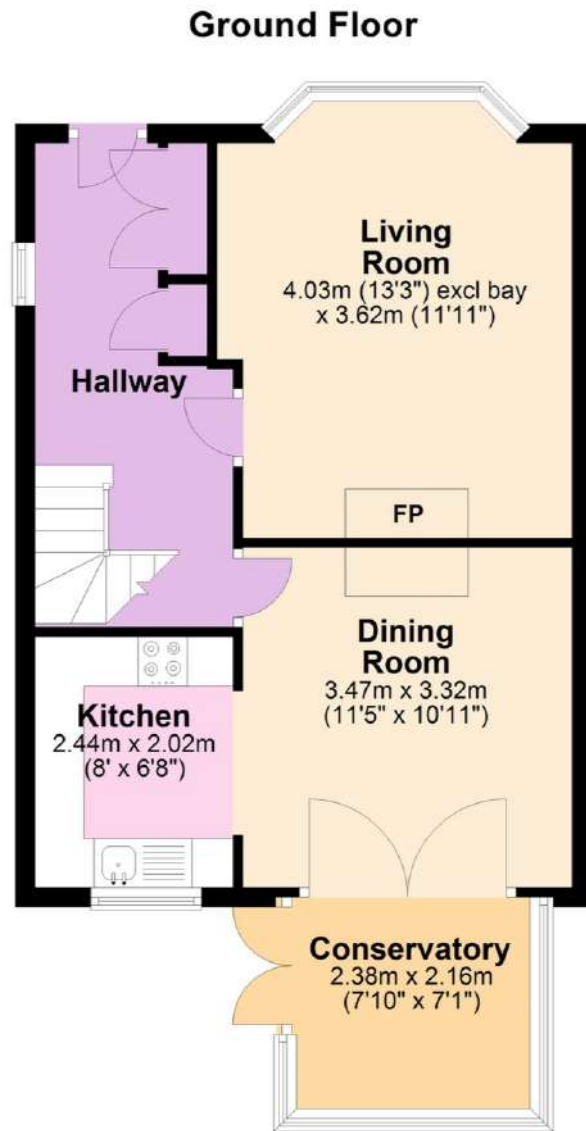 Ground Floor
Living
Room
4.03m (13'3") excl bay
x 3.62m (11'11")
Hallway
FP
Dining
Room
3.47m x 3.32m
(11'5" x 10'11")
Kitchen
2.44m x 2.02m
(8' x 6'8")
Conservatory
2.38m x 2.16m
(7'10" x 7'1")